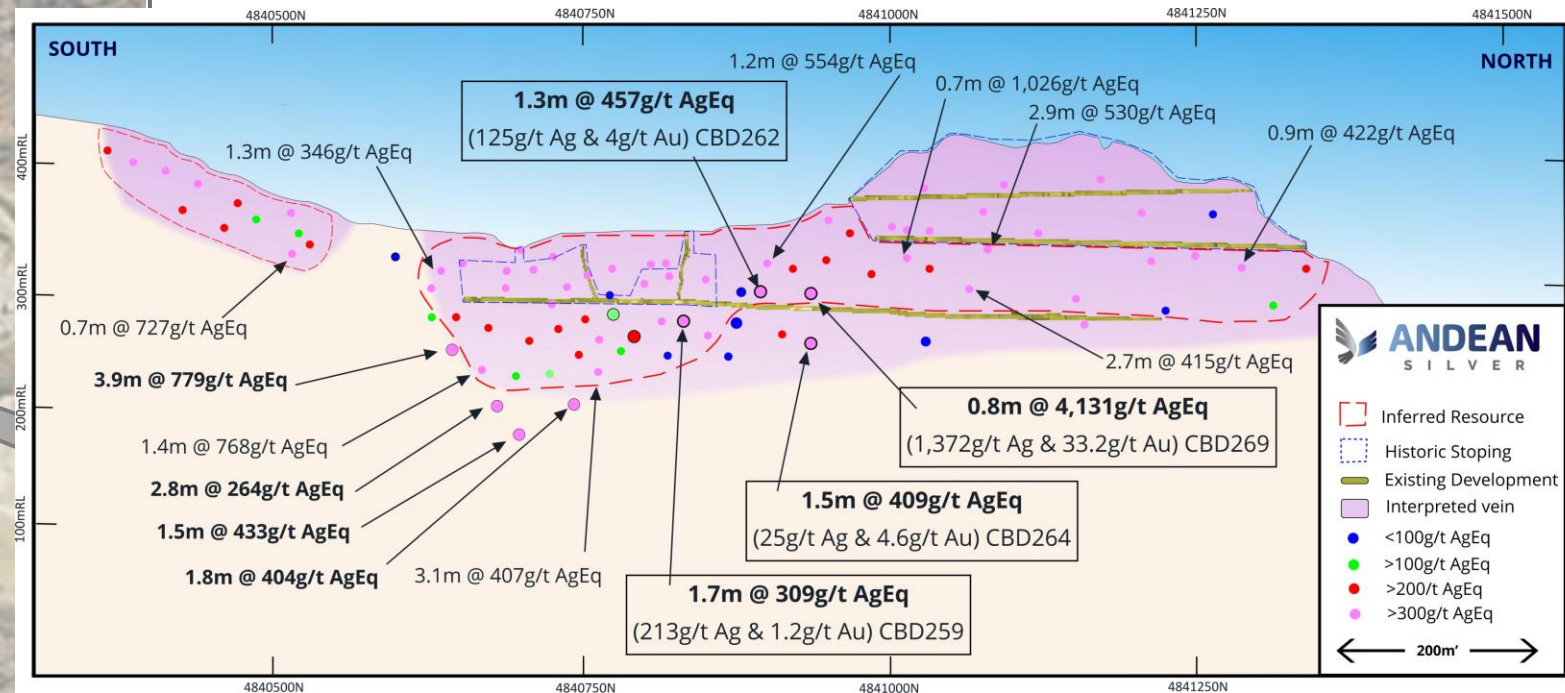 4840500N
4840750N
4841000N
4841250N
4841500N
SOUTH
NORTH
400mRL
300mRL
200mRL
100mRL
1.2m @ 554g/t AgEq
0.7m @ 1,026g/t AgEq
2.9m @ 530g/t AgEq
0.9m @ 422g/t AgEq
1.3m @ 457g/t AgEq
(125g/t Ag & 4g/t Au) CBD262
1.3m @ 346g/t AgEq
0.7m @ 727g/t AgEq
3.9m @ 779g/t AgEq
1.4m @ 768g/t AgEq
2.8m @ 264g/t AgEq
1.5m @ 433g/t AgEq
1.8m @ 404g/t AgEq
3.1m @ 407g/t AgEq
2.7m @ 415g/t AgEq
0.8m @ 4,131g/t AgEq
(1,372g/t Ag & 33.2g/t Au) CBD269
1.5m @ 409g/t AgEq
(25g/t Ag & 4.6g/t Au) CBD264
1.7m @ 309g/t AgEq
(213g/t Ag & 1.2g/t Au) CBD259
ANDEAN
SILVER
Inferred Resource
Historic Stoping
Existing Development
Interpreted vein
<100g/t AgEq
>100g/t AgEq
>200/t AgEq
>300g/t AgEq
200m'
4840500N
4840750N
4841000N
4841250N